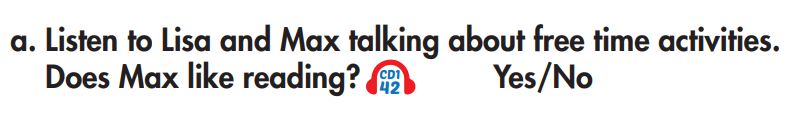 a. Listen to Lisa and Max talking about free time activities.
Does Max like reading? CD1 42 Yes/No